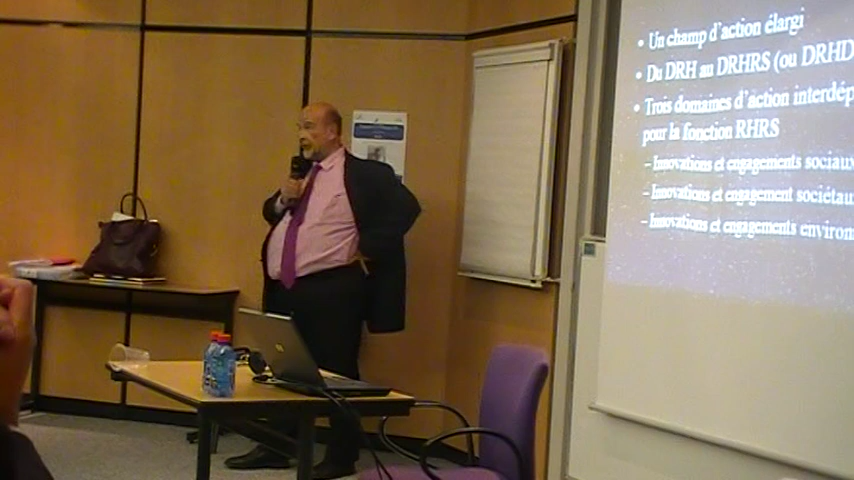 • Un champ d'action élargi
• Du DRH au DRHRS (ou DRHD
• Trois domaines d'action interdép
pour la fonction RHRS
– Innovations et engagements sociaux
– Innovations et engagement sociétau
– Innovations et engagements environ